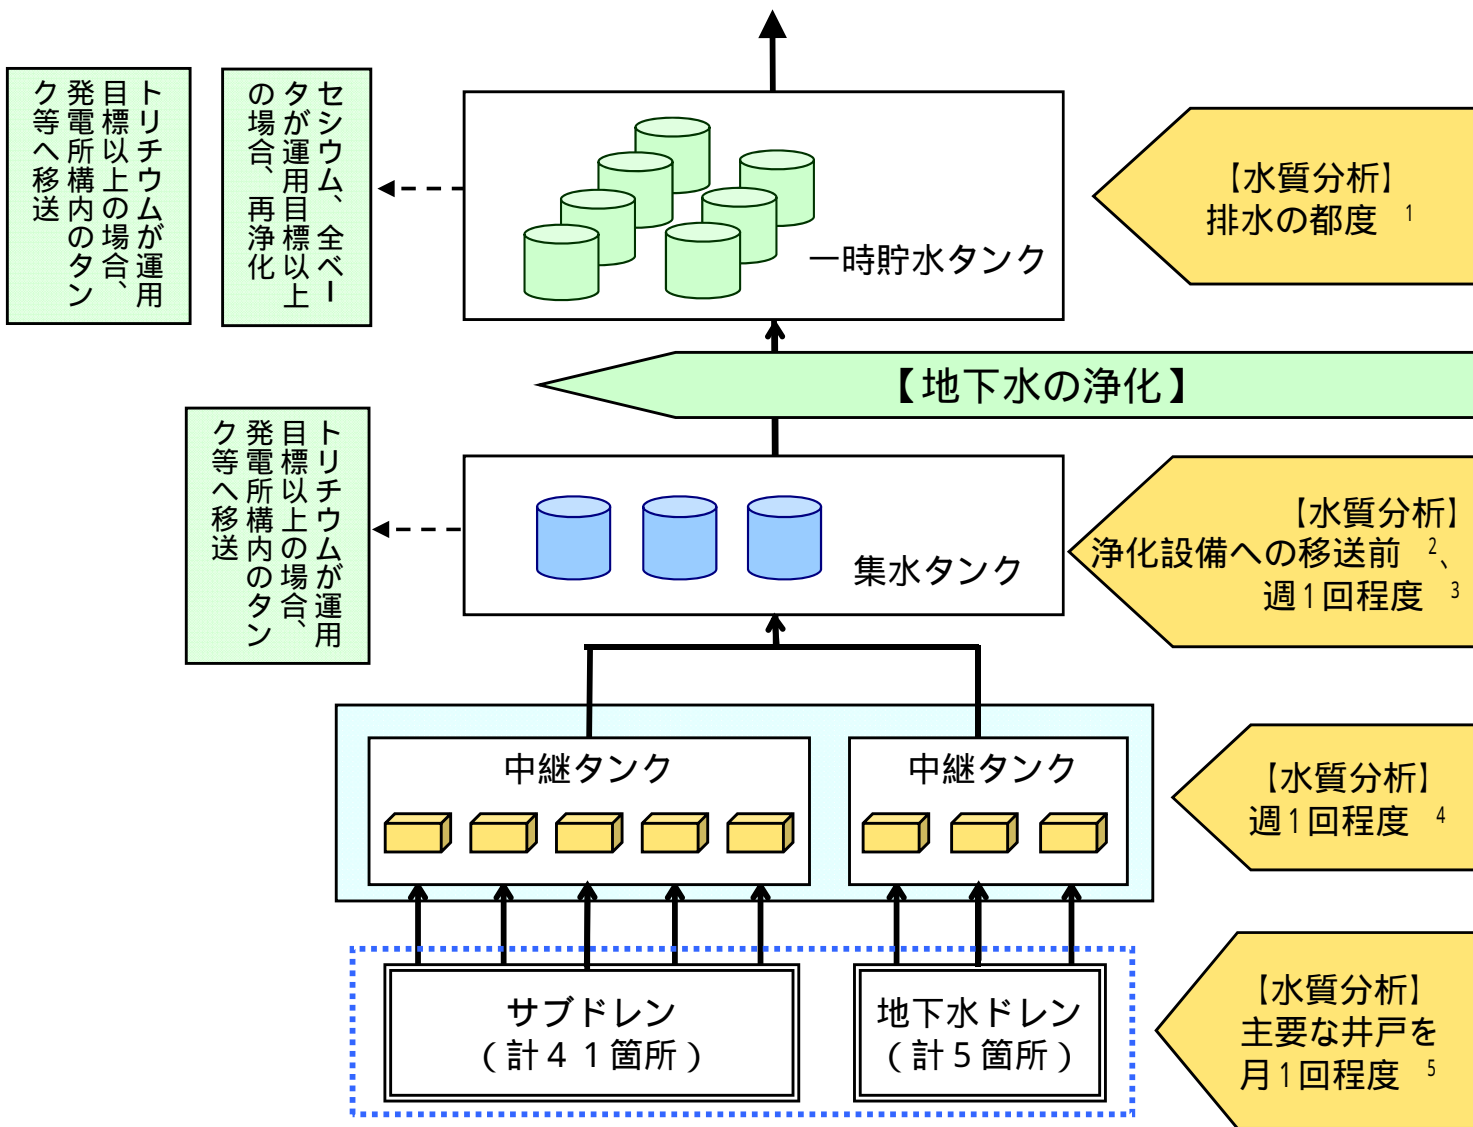 トリチウムが運用
目標以上の場合、
発電所構内のタン
ク等へ移送
セシウム、全ベー
タが運用目標以上
の場合、再浄化
一時貯水タンク
【水質分析】
排水の都度 1
【地下水の浄化】
トリチウムが運用
目標以上の場合、
発電所構内のタン
ク等へ移送
集水タンク
【水質分析】
浄化設備への移送前 2、
週1回程度 3
中継タンク
中継タンク
【水質分析】
週1回程度 4
サブドレン
（計４１箇所）
地下水ドレン
（計５箇所）
【水質分析】
主要な井戸を
月1回程度 5